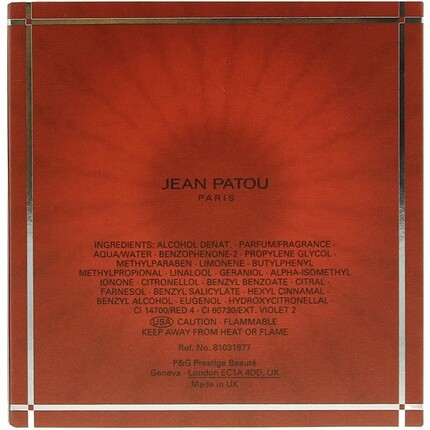 JEAN PATOU
PARIS
INGREDIENTS: ALCOHOL DENAT. · PARFUM/FRAGRANCE ·
AQUA/WATER · BENZOPHENONE-2 · PROPYLENE GLYCOL ·
METHYLPARABEN · LIMONENE · BUTYLPHENYL
METHYLPROPIONAL · LINALOOL · GERANIOL · ALPHA-ISOMETHYL
IONONE · CITRONELLOL · BENZYL BENZOATE · CITRAL ·
FARNESOL · BENZYL SALICYLATE · HEXYL CINNAMAL ·
BENZYL ALCOHOL · EUGENOL · HYDROXYCITRONELLAL ·
CI 14700/RED 4 · CI 60730/EXT. VIOLET 2
USA CAUTION · FLAMMABLE
KEEP AWAY FROM HEAT OR FLAME
Ref. No. 81031977
P&G Prestige Beauté
Geneva · London EC1A 4DD, UK
Made in UK